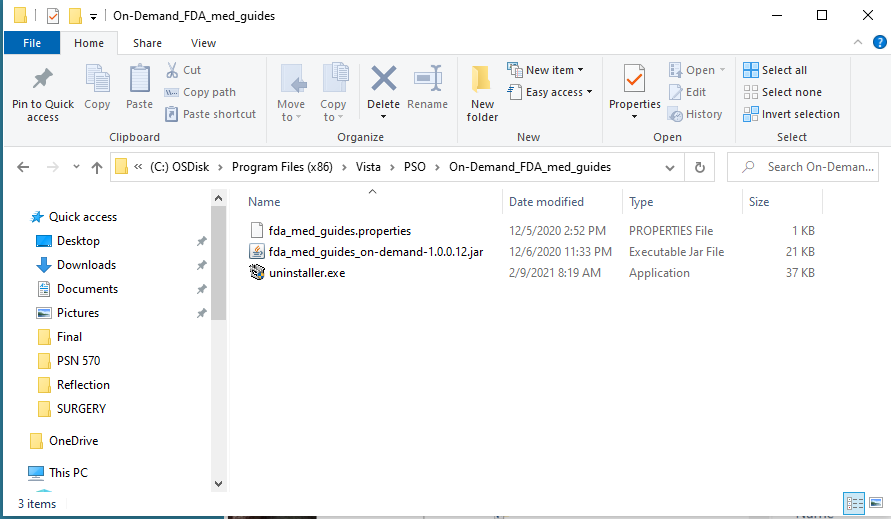 On-Demand_FDA_med_guides
File Home Share View
Pin to Quick access
Copy
Paste
Cut
Copy path
Paste shortcut
Clipboard
Move to
Copy to
Delete
Rename
Organize
New folder
New item
Easy access
New
Properties
Open
Edit
History
Open
Select all
Select none
Invert selection
Select
« (C:) OSDisk > Program Files (x86) > Vista > PSO > On-Demand_FDA_med_guides
Search On-Deman...
Quick access
Desktop
Downloads
Documents
Pictures
Final
PSN 570
Reflection
SURGERY
OneDrive
This PC
Name Date modified Type Size
fda_med_guides.properties 12/5/2020 2:52 PM PROPERTIES File 1 KB
fda_med_guides_on-demand-1.0.0.12.jar 12/6/2020 11:33 PM Executable Jar File 21 KB
uninstaller.exe 2/9/2021 8:19 AM Application 37 KB
3 items